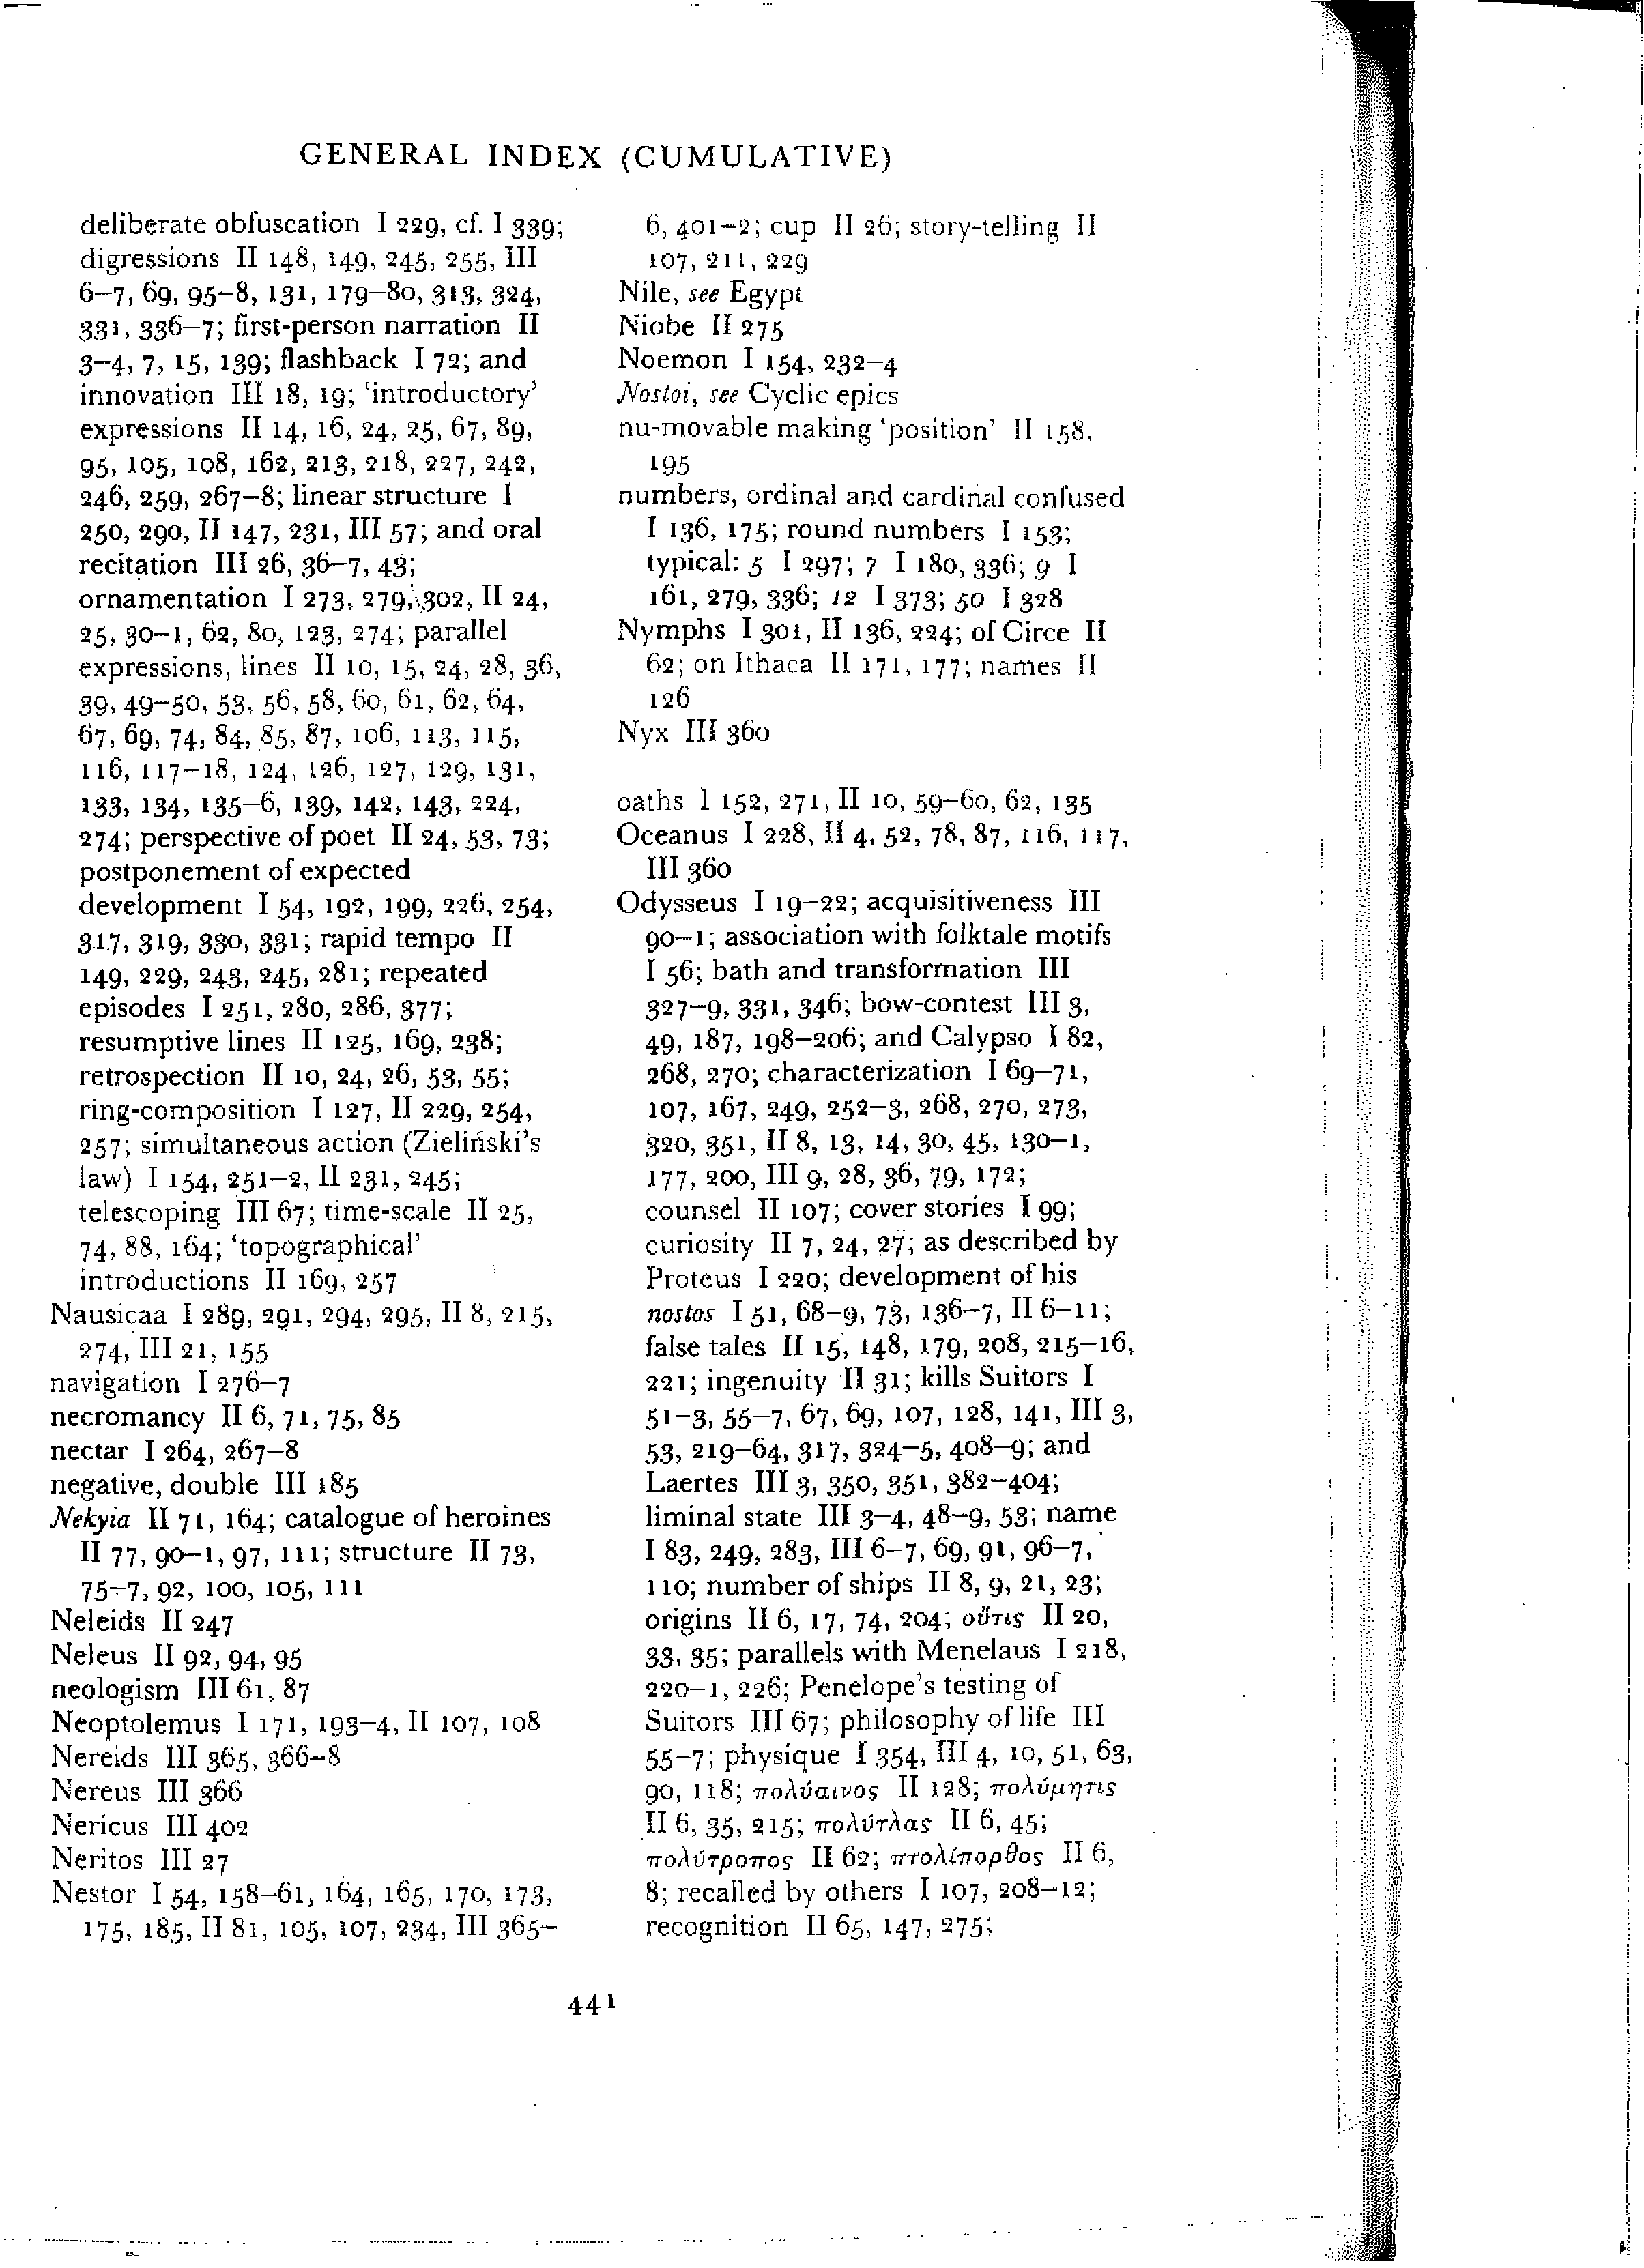 GENERAL INDEX (CUMULATIVE)
deliberate obfuscation I 229, cf. I 339;
digressions II 148, 149, 245, 255, III
6–7, 69, 95–8, 131, 179–80, 313, 324,
331, 336–7; first-person narration II
3–4, 7, 15, 139; flashback I 72; and
innovation III 18, 19; ‘introductory’
expressions II 14, 16, 24, 25, 67, 89,
95, 105, 108, 162, 213, 218, 227, 242,
246, 259, 267–8; linear structure I
250, 290, II 147, 231, III 57; and oral
recitation III 26, 36–7, 43;
ornamentation I 273, 279, 302, II 24,
25, 30–1, 62, 80, 123, 274; parallel
expressions, lines II 10, 15, 24, 28, 36,
39, 49–50, 53, 56, 58, 60, 61, 62, 64,
67, 69, 74, 84, 85, 87, 106, 113, 115,
116, 117–18, 124, 126, 127, 129, 131,
133, 134, 135–6, 139, 142, 143, 224,
274; perspective of poet II 24, 53, 73;
postponement of expected
development I 54, 192, 199, 226, 254,
317, 319, 330, 331; rapid tempo II
149, 229, 243, 245, 281; repeated
episodes I 251, 280, 286, 377;
resumptive lines II 125, 169, 238;
retrospection II 10, 24, 26, 53, 55;
ring-composition I 127, II 229, 254,
257; simultaneous action (Zieliński’s
law) I 154, 251–2, II 231, 245;
telescoping III 67; time-scale II 25,
74, 88, 164; ‘topographical’
introductions II 169, 257
Nausicaa I 289, 291, 294, 295, II 8, 215,
274, III 21, 155
navigation I 276–7
necromancy II 6, 71, 75, 85
nectar I 264, 267–8
negative, double III 185
Nekyia II 71, 164; catalogue of heroines
II 77, 90–1, 97, 111; structure II 73,
75–7, 92, 100, 105, 111
Neleids II 247
Neleus II 92, 94, 95
neologism III 61, 87
Neoptolemus I 171, 193–4, II 107, 108
Nereids III 365, 366–8
Nereus III 366
Nericus III 402
Neritos III 27
Nestor I 54, 158–61, 164, 165, 170, 173,
175, 185, II 81, 105, 107, 234, III 365–
6, 401–2; cup II 26; story-telling II
107, 211, 229
Nile, see Egypt
Niobe II 275
Noemon I 154, 232–4
Nostoi, see Cyclic epics
nu-movable making ‘position’ II 158,
195
numbers, ordinal and cardinal confused
I 136, 175; round numbers I 153;
typical: 5 I 297; 7 I 180, 336; 9 I
161, 279, 336; 12 I 373; 50 I 328
Nymphs I 301, II 136, 224; of Circe II
62; on Ithaca II 171, 177; names II
126
Nyx III 360
oaths I 152, 271, II 10, 59–60, 62, 135
Oceanus I 228, II 4, 52, 78, 87, 116, 117,
III 360
Odysseus I 19–22; acquisitiveness III
90–1; association with folktale motifs
I 56; bath and transformation III
327–9, 331, 346; bow-contest III 3,
49, 187, 198–206; and Calypso I 82,
268, 270; characterization I 69–71,
107, 167, 249, 252–3, 268, 270, 273,
320, 351, II 8, 13, 14, 30, 45, 130–1,
177, 200, III 9, 28, 36, 79, 172;
counsel II 107; cover stories I 99;
curiosity II 7, 24, 27; as described by
Proteus I 220; development of his
nostos I 51, 68–9, 73, 136–7, II 6–11;
false tales II 15, 148, 179, 208, 215–16,
221; ingenuity II 31; kills Suitors I
51–3, 55–7, 67, 69, 107, 128, 141, III 3,
53, 219–64, 317, 324–5, 408–9; and
Laertes III 3, 350, 351, 382–404;
liminal state III 3–4, 48–9, 53; name
I 83, 249, 283, III 6–7, 69, 91, 96–7,
110; number of ships II 8, 9, 21, 23;
origins II 6, 17, 74, 204; οὔτις II 20,
33, 35; parallels with Menelaus I 218,
220–1, 226; Penelope’s testing of
Suitors III 67; philosophy of life III
55–7; physique I 354, III 4, 10, 51, 63,
90, 118; πολύαινος II 128; πολύμητις
II 6, 35, 215; πολύτλας II 6, 45;
πολύτροπος II 62; πτολίπορθος II 6,
8; recalled by others I 107, 208–12;
recognition II 65, 147, 275;
441